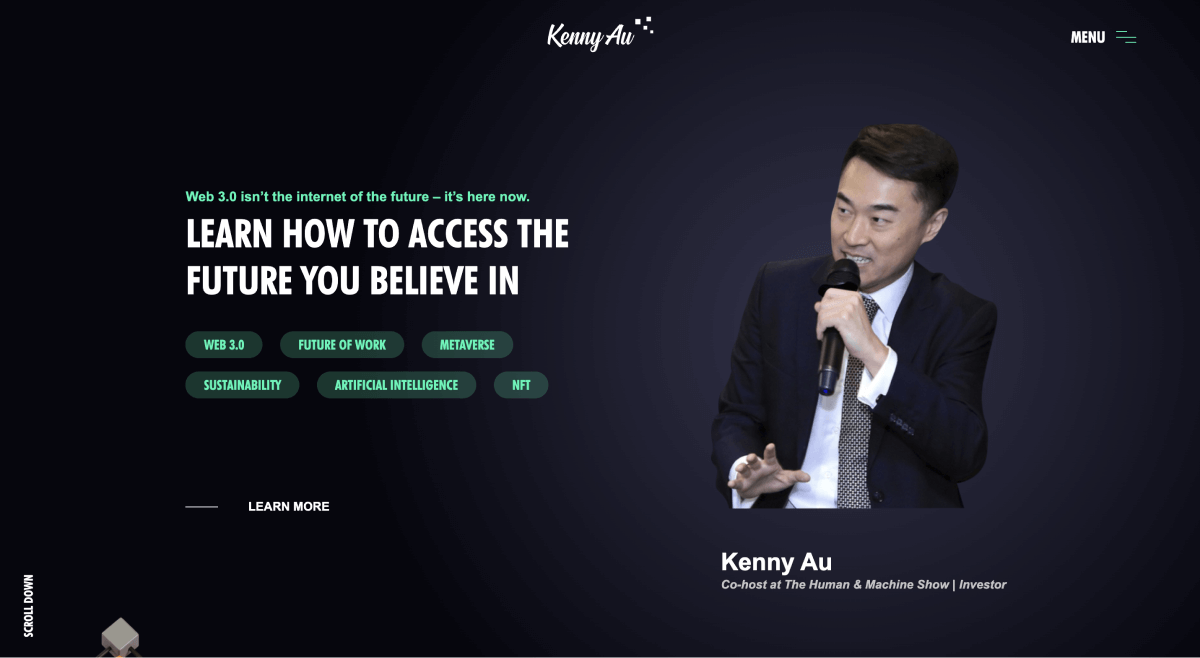 Kenny Au
MENU
Web 3.0 isn’t the internet of the future – it’s here now.
LEARN HOW TO ACCESS THE
FUTURE YOU BELIEVE IN
WEB 3.0
FUTURE OF WORK
METAVERSE
SUSTAINABILITY
ARTIFICIAL INTELLIGENCE
NFT
LEARN MORE
Kenny Au
Co-host at The Human & Machine Show | Investor
SCROLL DOWN